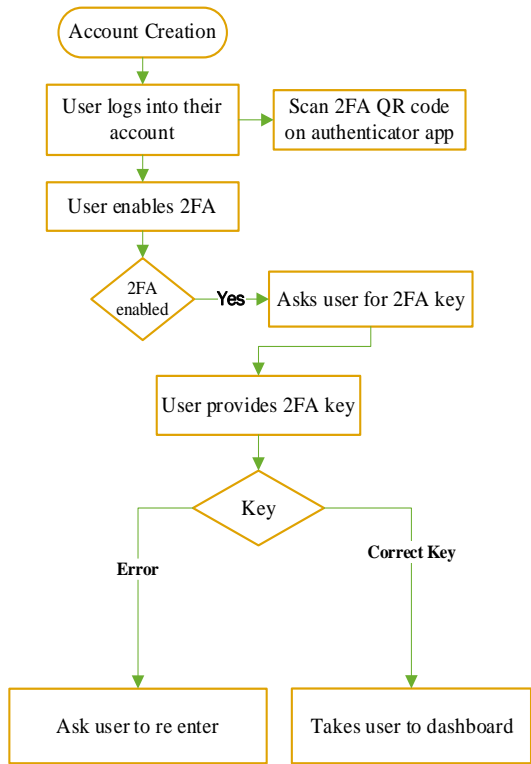 Account Creation
User logs into their
account
Scan 2FA QR code
on authenticator app
User enables 2FA
2FA
enabled
Yes
Asks user for 2FA key
User provides 2FA key
Key
Error
Correct Key
Ask user to re enter
Takes user to dashboard